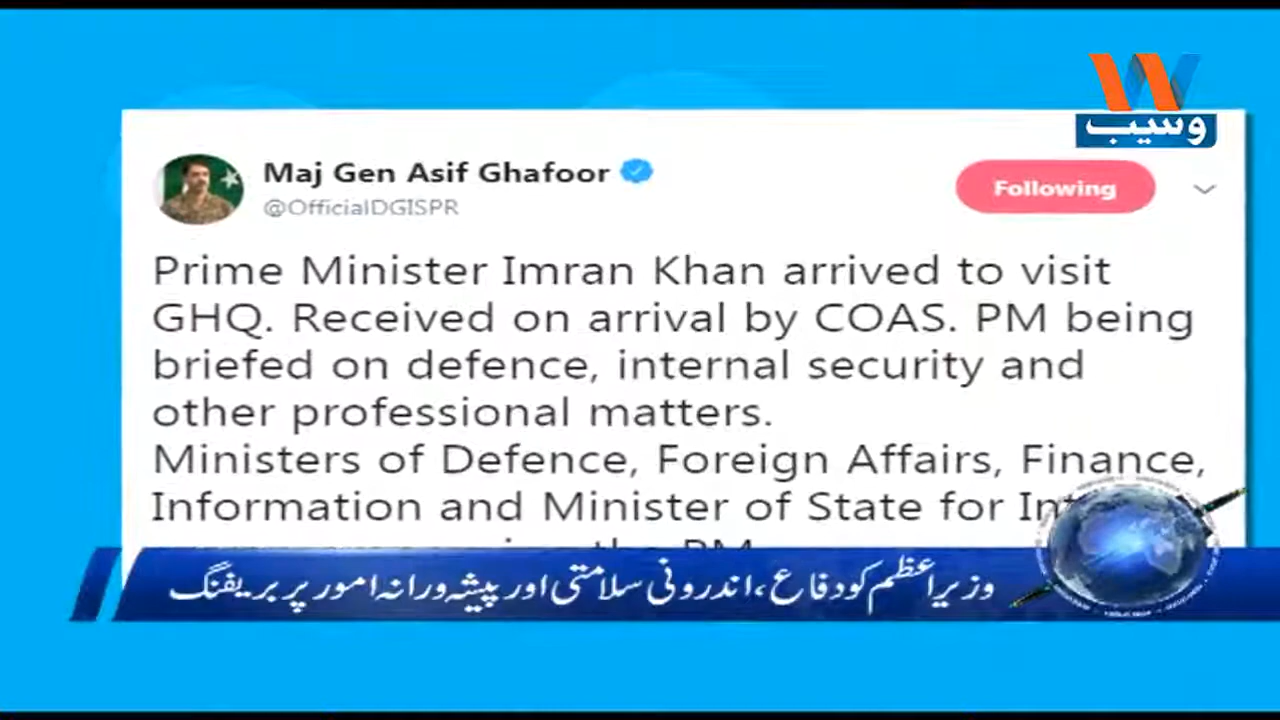 وسیب
Maj Gen Asif Ghafoor
@OfficialDGISPR
Following
Prime Minister Imran Khan arrived to visit
GHQ. Received on arrival by COAS. PM being
briefed on defence, internal security and
other professional matters.
Ministers of Defence, Foreign Affairs, Finance,
Information and Minister of State for
the PM
وزیراعظم کو دفاع، اندرونی سلامتی اور پیشہ ورانہ امور پر بریفنگ